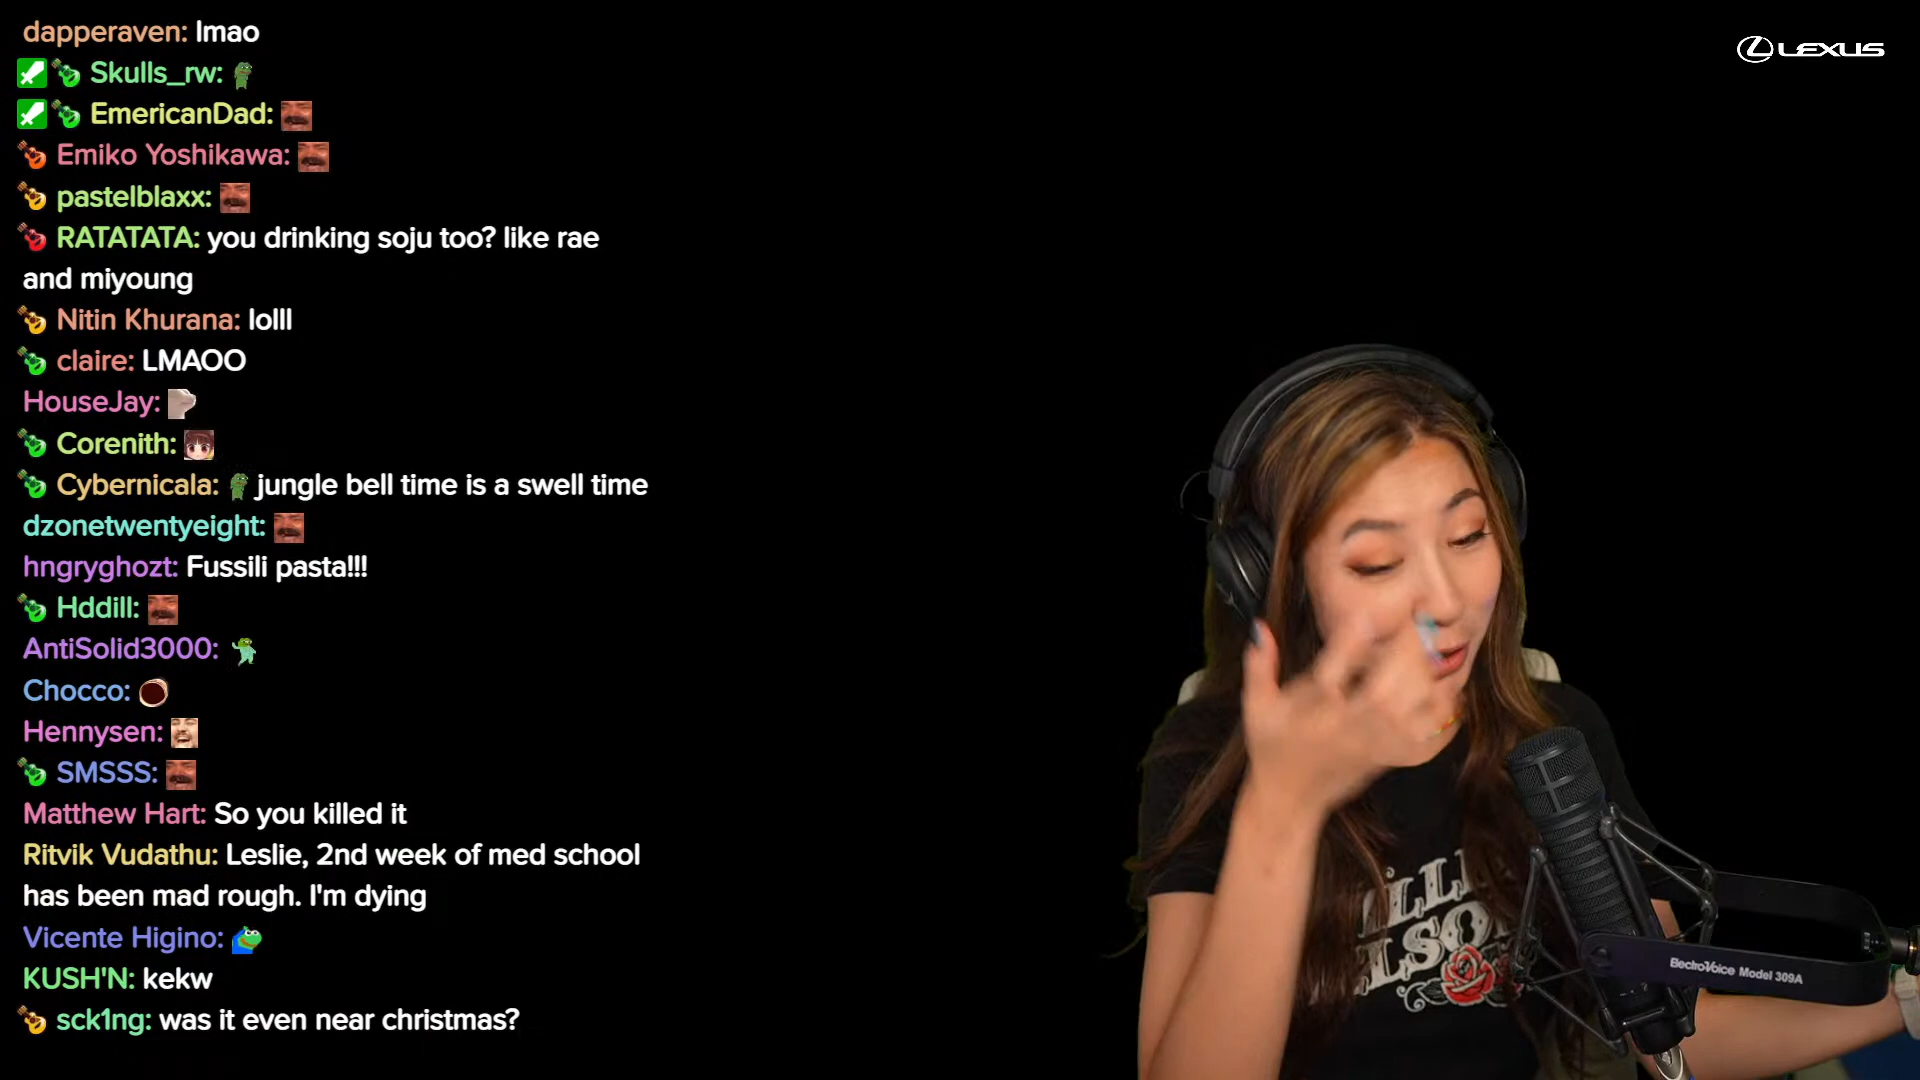 dapperaven: lmao
LEXUS
Skulls_rw:
EmericanDad:
Emiko Yoshikawa:
pastelblaxx:
RATATATA: you drinking soju too? like rae
and miyoung
Nitin Khurana: lolll
claire: LMAOO
HouseJay:
Corenith:
Cybernicala: jungle bell time is a swell time
dzonetwentyeight:
hngryghozt: Fussili pasta!!!
Hddill:
AntiSolid3000:
Chocco:
Hennysen:
SMSSS:
Matthew Hart: So you killed it
Ritvik Vudathu: Leslie, 2nd week of med school
has been mad rough. I'm dying
Vicente Higino:
KUSH'N: kekw
sck1ng: was it even near christmas?
ElectroVoice Model 309A